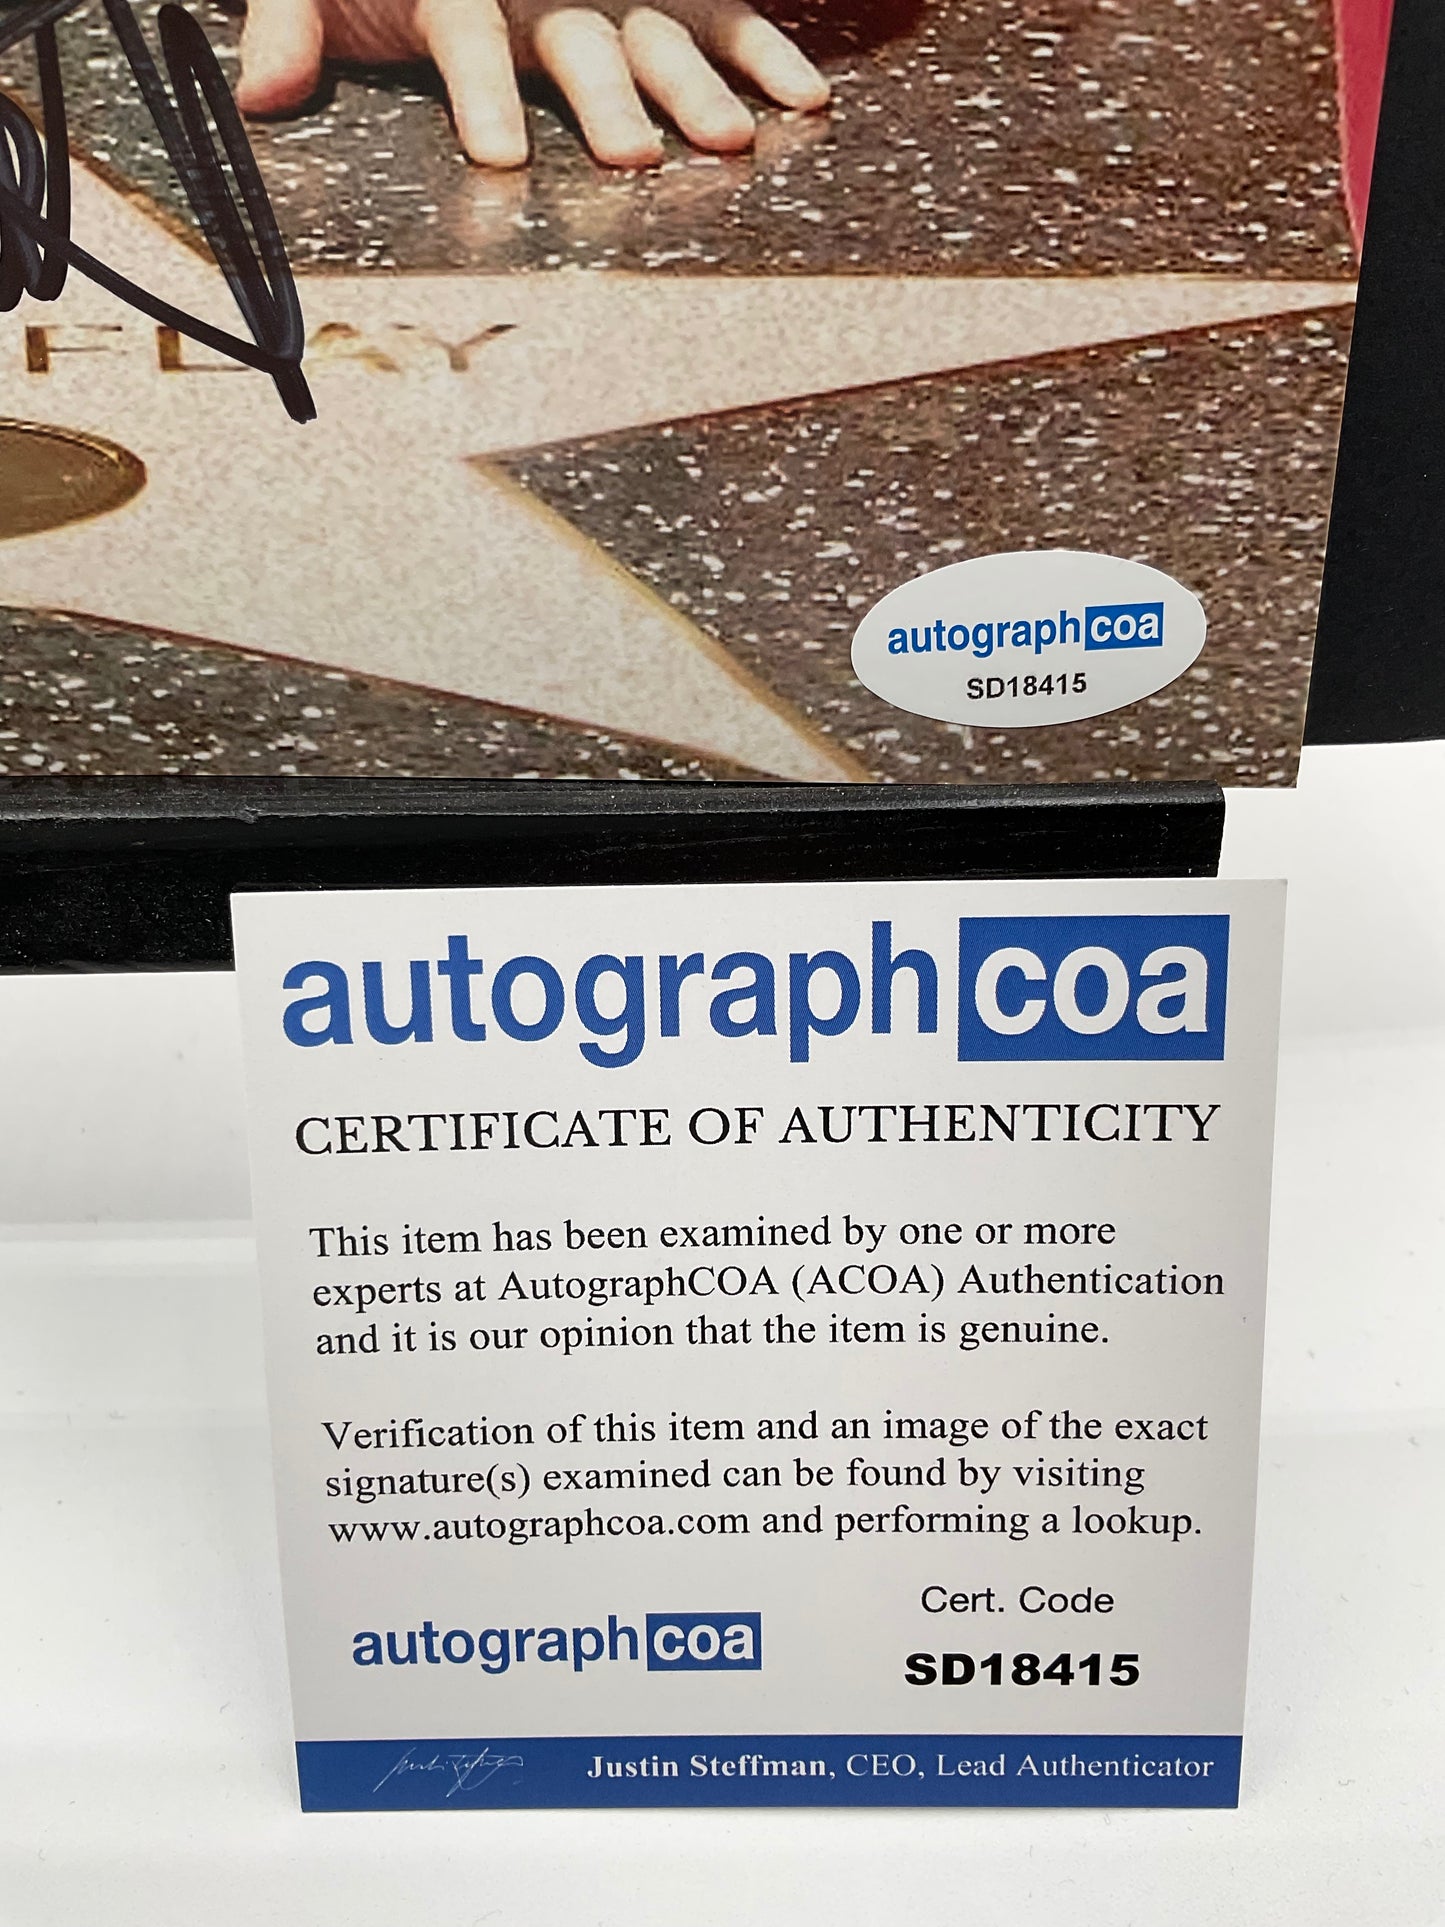 FLAY
autographcoa
SD18415
autographcoa
CERTIFICATE OF AUTHENTICITY
This item has been examined by one or more
experts at AutographCOA (ACOA) Authentication
and it is our opinion that the item is genuine.
Verification of this item and an image of the exact
signature(s) examined can be found by visiting
www.autographcoa.com and performing a lookup.
Cert. Code
autographcoa
SD18415
Justin Steffman, CEO, Lead Authenticator